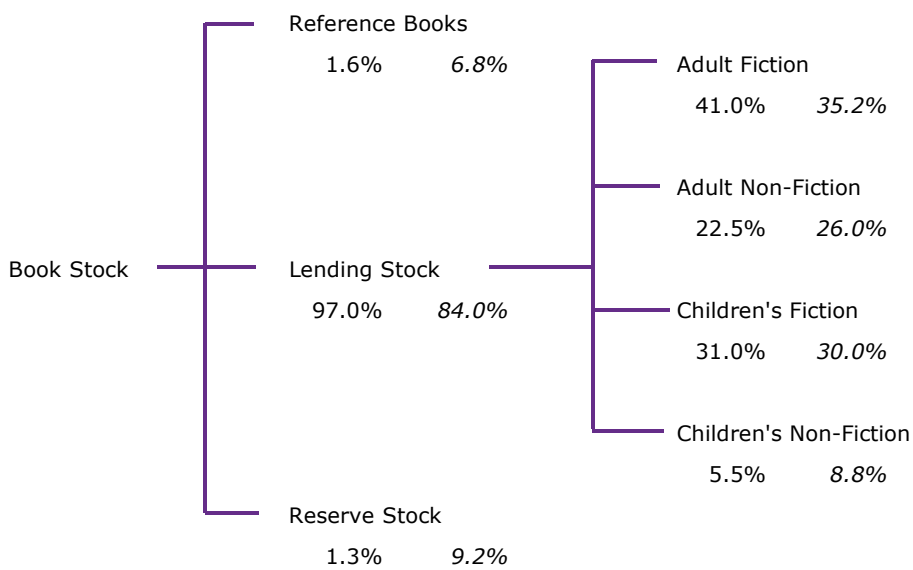 Reference Books
1.6% 6.8%
Adult Fiction
41.0% 35.2%
Adult Non-Fiction
22.5% 26.0%
Book Stock
Lending Stock
97.0% 84.0%
Children's Fiction
31.0% 30.0%
Children's Non-Fiction
5.5% 8.8%
Reserve Stock
1.3% 9.2%